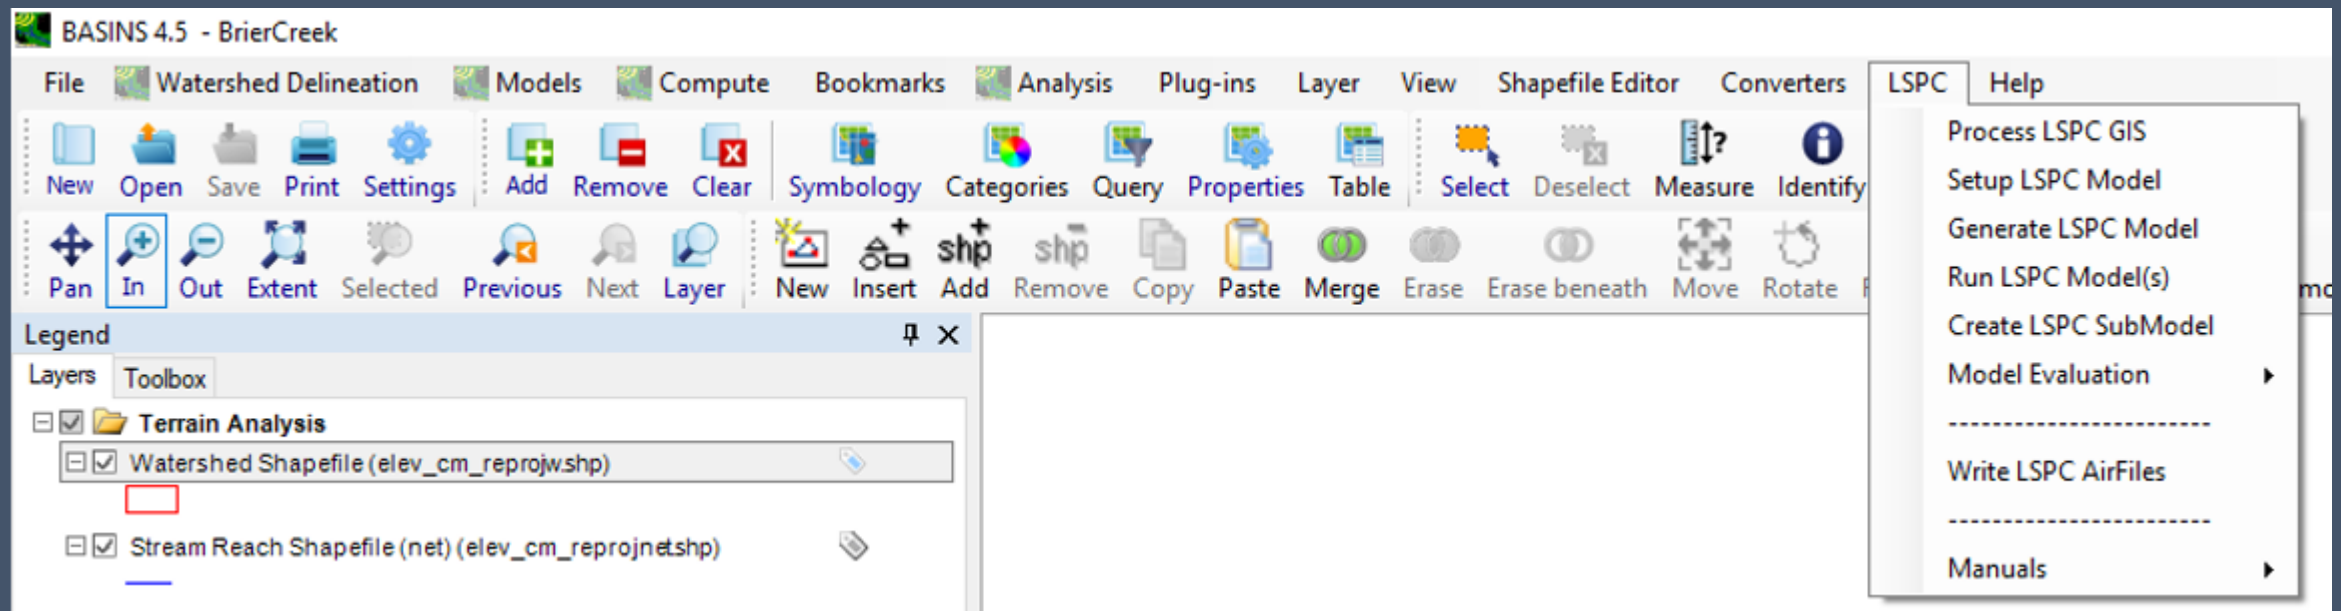 BASINS 4.5 - BrierCreek
File Watershed Delineation Models Compute Bookmarks Analysis Plug-ins Layer View Shapefile Editor Converters LSPC Help
New Open Save Print Settings Add Remove Clear Symbology Categories Query Properties Table Select Deselect Measure Identify
Pan In Out Extent Selected Previous Next Layer New Insert Add Remove Copy Paste Merge Erase Erase beneath Move Rotate
shp shp
Process LSPC GIS
Setup LSPC Model
Generate LSPC Model
Run LSPC Model(s)
Create LSPC SubModel
Model Evaluation
------------------------
Write LSPC AirFiles
------------------------
Manuals
Legend
Layers Toolbox
Terrain Analysis
Watershed Shapefile (elev_cm_reprojw.shp)
Stream Reach Shapefile (net) (elev_cm_reprojnet.shp)